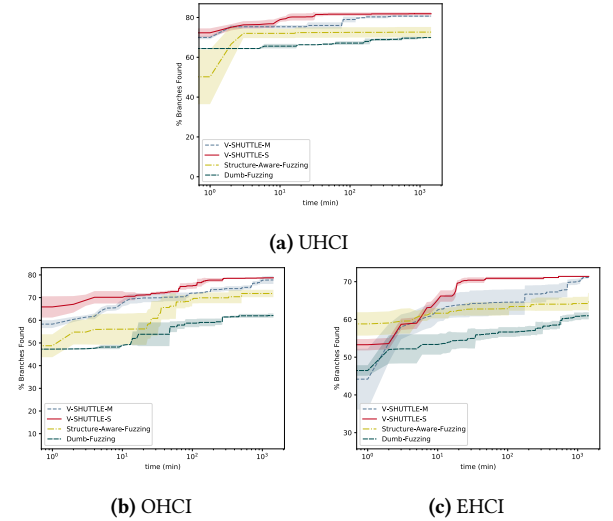 80
60
40
20
0
% Branches Found
V-SHUTTLE-M
V-SHUTTLE-S
Structure-Aware-Fuzzing
Dumb-Fuzzing
10^0 10^1 10^2 10^3
time (min)
(a) UHCI
80
70
60
50
40
30
20
10
% Branches Found
V-SHUTTLE-M
V-SHUTTLE-S
Structure-Aware-Fuzzing
Dumb-Fuzzing
10^0 10^1 10^2 10^3
time (min)
(b) OHCI
70
60
50
40
30
% Branches Found
V-SHUTTLE-M
V-SHUTTLE-S
Structure-Aware-Fuzzing
Dumb-Fuzzing
10^0 10^1 10^2 10^3
time (min)
(c) EHCI